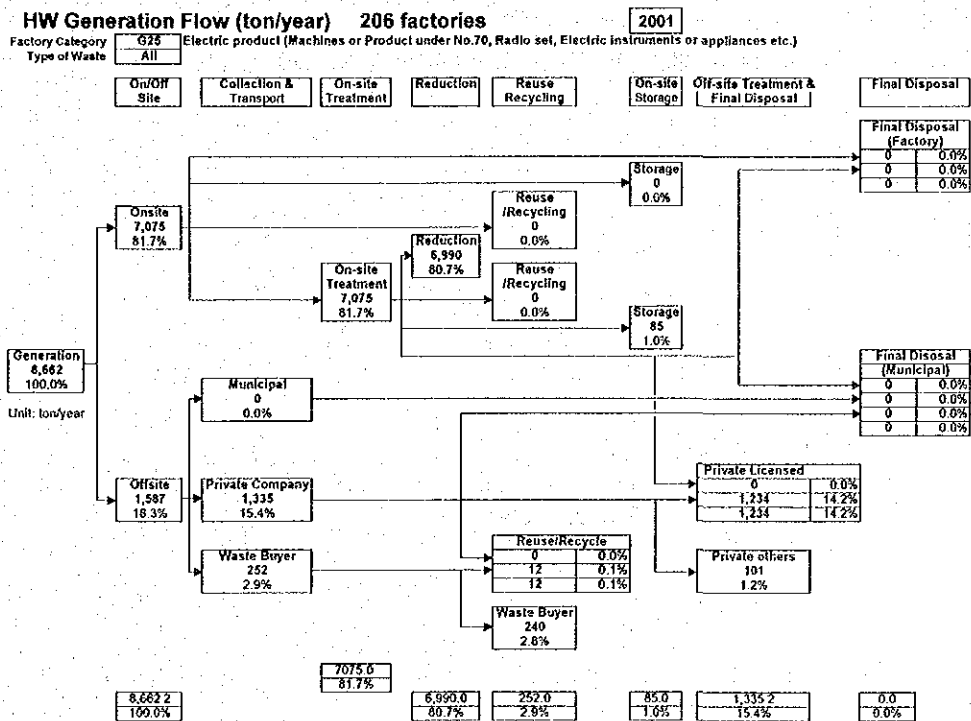 HW Generation Flow (ton/year) 206 factories 2001
Factory Category G25 Electric product (Machines or Product under No.70, Radio set, Electric instruments or appliances etc.)
Type of Waste All
On/Off Site
Collection & Transport
On-site Treatment
Reduction
Reuse Recycling
On-site Storage
Off-site Treatment & Final Disposal
Final Disposal
Final Disposal
(Factory)
0 0.0%
0 0.0%
0 0.0%
Storage
0
0.0%
Onsite
7,075
81.7%
Reuse
/Recycling
0
0.0%
Reduction
6,990
80.7%
On-site
Treatment
7,075
81.7%
Reuse
/Recycling
0
0.0%
Storage
85
1.0%
Generation
8,662
100.0%
Unit: ton/year
Municipal
0
0.0%
Final Disosal
(Municipal)
0 0.0%
0 0.0%
0 0.0%
0 0.0%
Offsite
1,587
18.3%
Private Company
1,335
15.4%
Private Licensed
0 0.0%
1,234 14.2%
1,234 14.2%
Waste Buyer
252
2.9%
Reuse/Recycle
0 0.0%
12 0.1%
12 0.1%
Private others
101
1.2%
Waste Buyer
240
2.8%
7075.0
81.7%
8,662.2 6,990.0 252.0 85.0 1,335.2 0.0
100.0% 80.7% 2.9% 1.0% 15.4% 0.0%